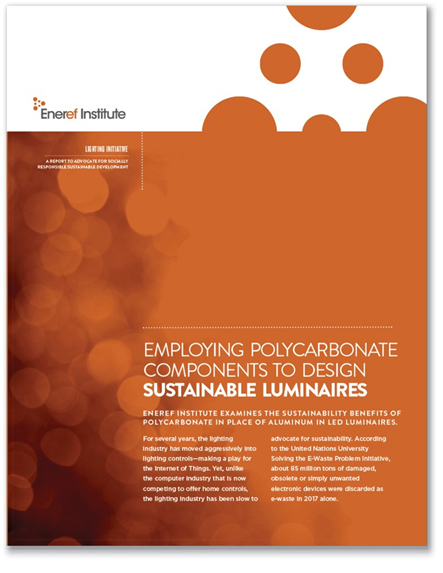 Eneref Institute
LIGHTING INITIATIVE
A REPORT TO ADVOCATE FOR SOCIALLY
RESPONSIBLE SUSTAINABLE DEVELOPMENT
EMPLOYING POLYCARBONATE
COMPONENTS TO DESIGN
SUSTAINABLE LUMINAIRES
ENEREF INSTITUTE EXAMINES THE SUSTAINABILITY BENEFITS OF
POLYCARBONATE IN PLACE OF ALUMINUM IN LED LUMINAIRES.
For several years, the lighting
industry has moved aggressively into
lighting controls—making a play for
the Internet of Things. Yet, unlike
the computer industry that is now
competing to offer home controls,
the lighting industry has been slow to
advocate for sustainability. According
to the United Nations University
Solving the E-Waste Problem Initiative,
about 65 million tons of damaged,
obsolete or simply unwanted
electronic devices were discarded as
e-waste in 2017 alone.